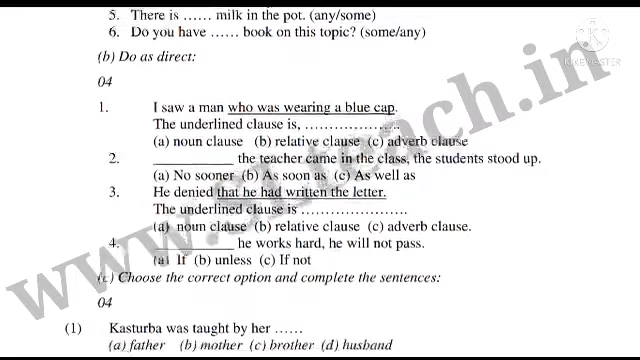 5. There is …… milk in the pot. (any/some)
6. Do you have …… book on this topic? (some/any)
(b) Do as direct:
04
1. I saw a man who was wearing a blue cap.
The underlined clause is, ………………..
(a) noun clause (b) relative clause (c) adverb clause
2. ___________ the teacher came in the class, the students stood up.
(a) No sooner (b) As soon as (c) As well as
3. He denied that he had written the letter.
The underlined clause is …………………
(a) noun clause (b) relative clause (c) adverb clause.
4. ___________ he works hard, he will not pass.
(a) If (b) unless (c) If not
(c) Choose the correct option and complete the sentences:
04
(1) Kasturba was taught by her ……
(a) father (b) mother (c) brother (d) husband
KINEMASTER